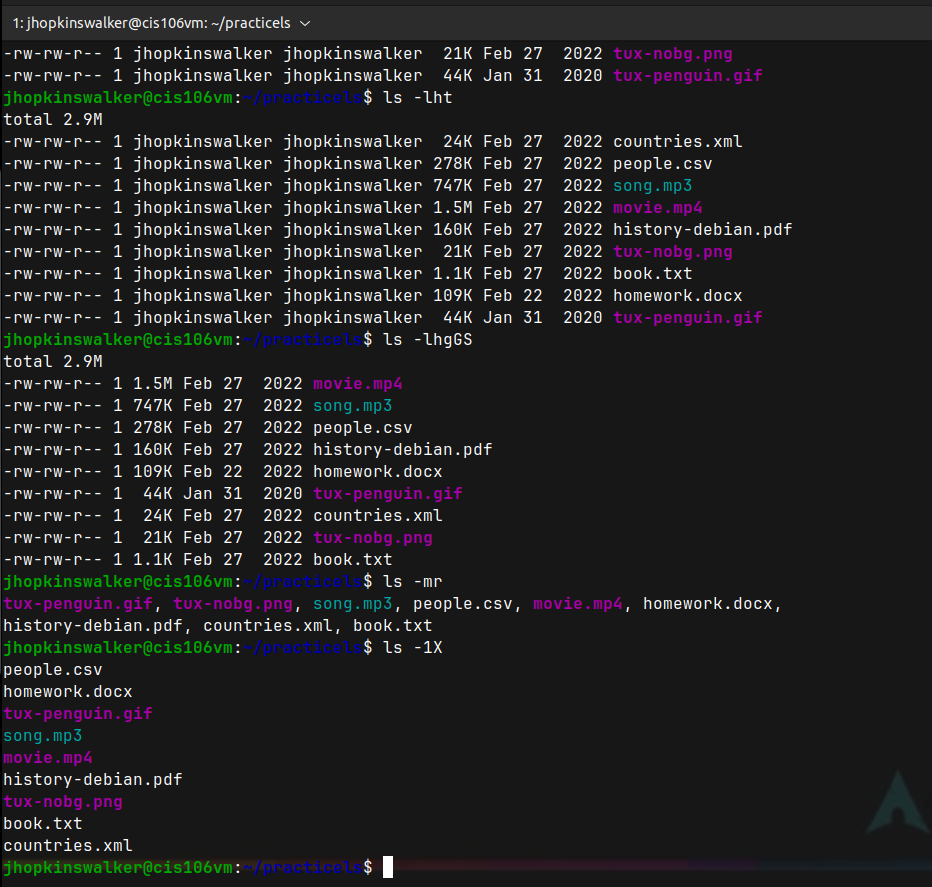 1: jhopkinswalker@cis106vm: ~/practicels
-rw-rw-r-- 1 jhopkinswalker jhopkinswalker  21K Feb 27  2022 tux-nobg.png
-rw-rw-r-- 1 jhopkinswalker jhopkinswalker  44K Jan 31  2020 tux-penguin.gif
jhopkinswalker@cis106vm:~/practicels$ ls -lht
total 2.9M
-rw-rw-r-- 1 jhopkinswalker jhopkinswalker  24K Feb 27  2022 countries.xml
-rw-rw-r-- 1 jhopkinswalker jhopkinswalker 278K Feb 27  2022 people.csv
-rw-rw-r-- 1 jhopkinswalker jhopkinswalker 747K Feb 27  2022 song.mp3
-rw-rw-r-- 1 jhopkinswalker jhopkinswalker 1.5M Feb 27  2022 movie.mp4
-rw-rw-r-- 1 jhopkinswalker jhopkinswalker 160K Feb 27  2022 history-debian.pdf
-rw-rw-r-- 1 jhopkinswalker jhopkinswalker  21K Feb 27  2022 tux-nobg.png
-rw-rw-r-- 1 jhopkinswalker jhopkinswalker 1.1K Feb 27  2022 book.txt
-rw-rw-r-- 1 jhopkinswalker jhopkinswalker 109K Feb 22  2022 homework.docx
-rw-rw-r-- 1 jhopkinswalker jhopkinswalker  44K Jan 31  2020 tux-penguin.gif
jhopkinswalker@cis106vm:~/practicels$ ls -lhgGS
total 2.9M
-rw-rw-r-- 1 1.5M Feb 27  2022 movie.mp4
-rw-rw-r-- 1 747K Feb 27  2022 song.mp3
-rw-rw-r-- 1 278K Feb 27  2022 people.csv
-rw-rw-r-- 1 160K Feb 27  2022 history-debian.pdf
-rw-rw-r-- 1 109K Feb 22  2022 homework.docx
-rw-rw-r-- 1  44K Jan 31  2020 tux-penguin.gif
-rw-rw-r-- 1  24K Feb 27  2022 countries.xml
-rw-rw-r-- 1  21K Feb 27  2022 tux-nobg.png
-rw-rw-r-- 1 1.1K Feb 27  2022 book.txt
jhopkinswalker@cis106vm:~/practicels$ ls -mr
tux-penguin.gif, tux-nobg.png, song.mp3, people.csv, movie.mp4, homework.docx,
history-debian.pdf, countries.xml, book.txt
jhopkinswalker@cis106vm:~/practicels$ ls -1X
people.csv
homework.docx
tux-penguin.gif
song.mp3
movie.mp4
history-debian.pdf
tux-nobg.png
book.txt
countries.xml
jhopkinswalker@cis106vm:~/practicels$